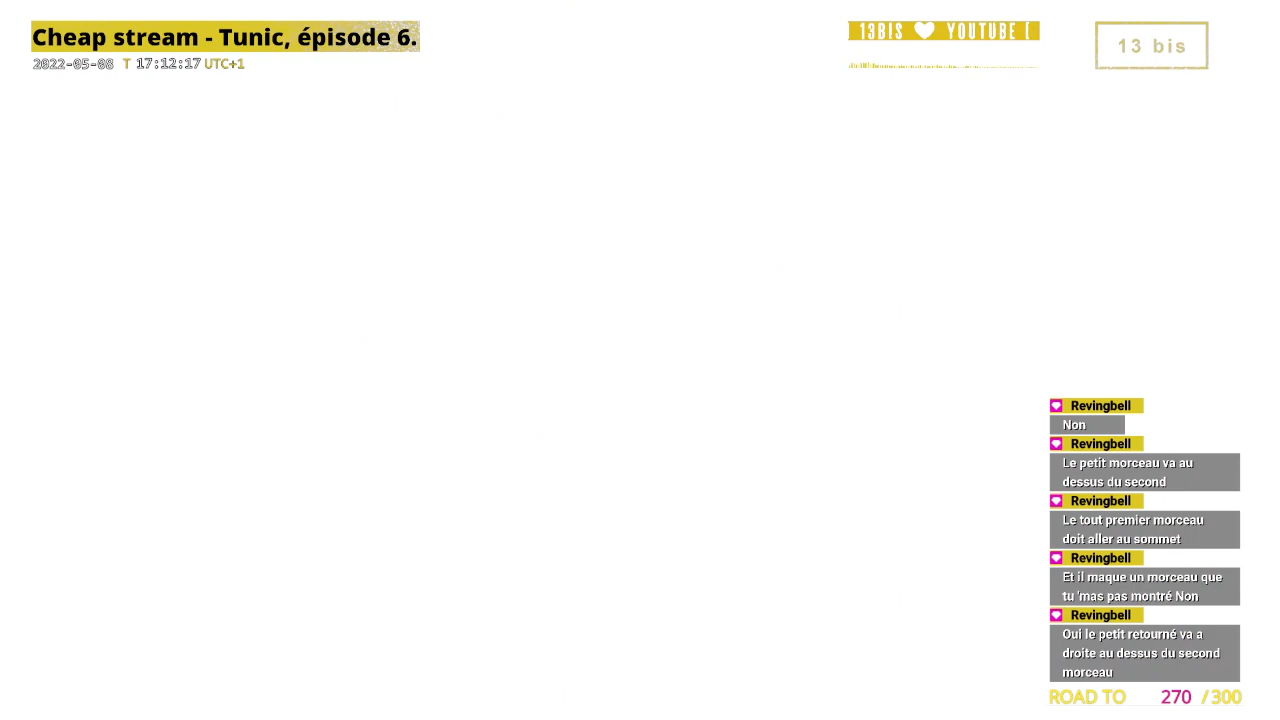 Cheap stream - Tunic, épisode 6.
2022-05-08 T 17:12:17 UTC+1
13BIS YOUTUBE [
13 bis
Revingbell
Non
Revingbell
Le petit morceau va au
dessus du second
Revingbell
Le tout premier morceau
doit aller au sommet
Revingbell
Et il maque un morceau que
tu 'mas pas montré Non
Revingbell
Oui le petit retourné va a
droite au dessus du second
morceau
ROAD TO 270 / 300